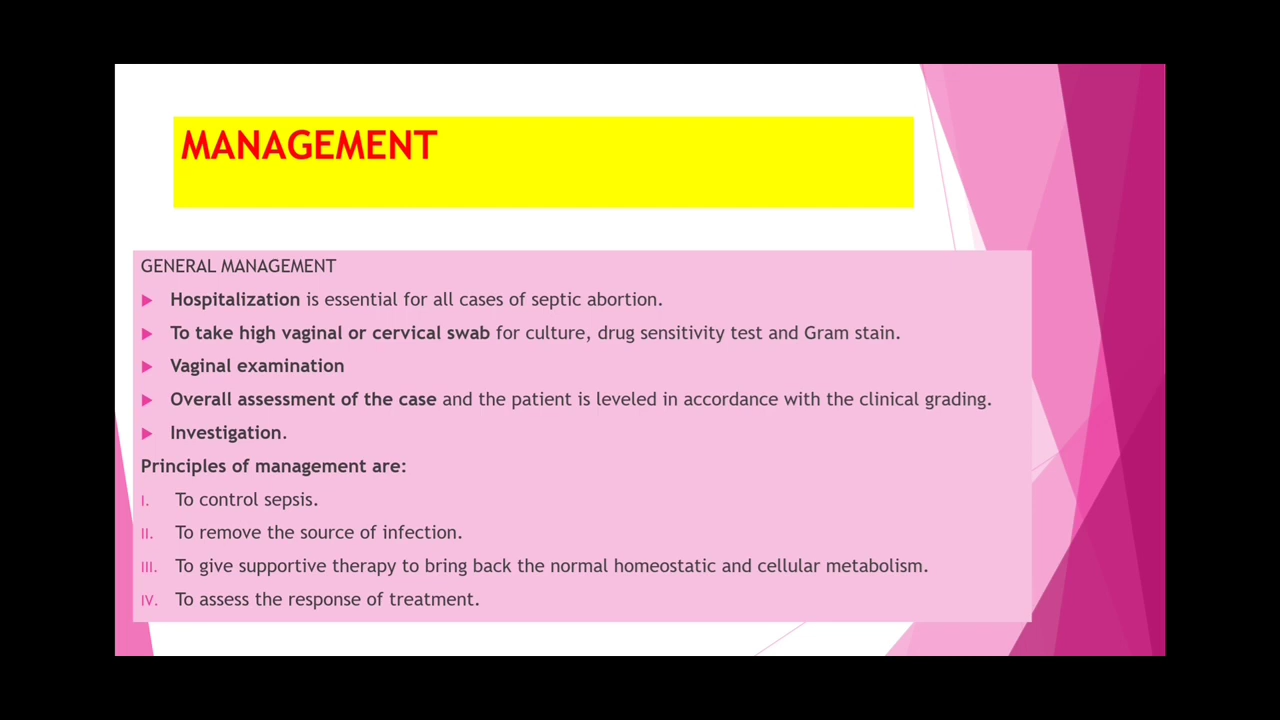 MANAGEMENT
GENERAL MANAGEMENT
Hospitalization is essential for all cases of septic abortion.
To take high vaginal or cervical swab for culture, drug sensitivity test and Gram stain.
Vaginal examination
Overall assessment of the case and the patient is leveled in accordance with the clinical grading.
Investigation.
Principles of management are:
I. To control sepsis.
II. To remove the source of infection.
III. To give supportive therapy to bring back the normal homeostatic and cellular metabolism.
IV. To assess the response of treatment.